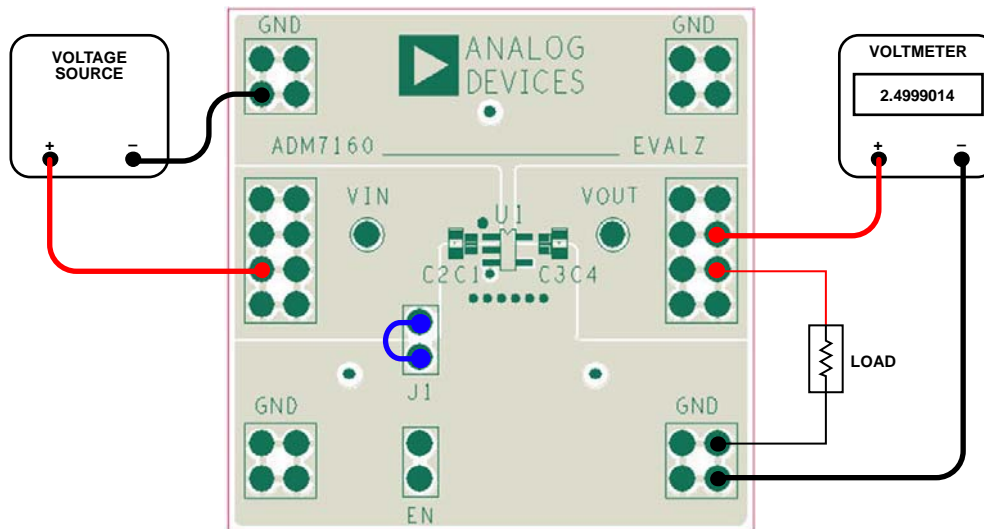 VOLTAGE
SOURCE
+ −
GND
ANALOG
DEVICES
GND
VOLTMETER
2.4999014
+ −
ADM7160 EVALZ
VIN
U1
VOUT
C2C1
C3C4
J1
LOAD
GND
EN
GND